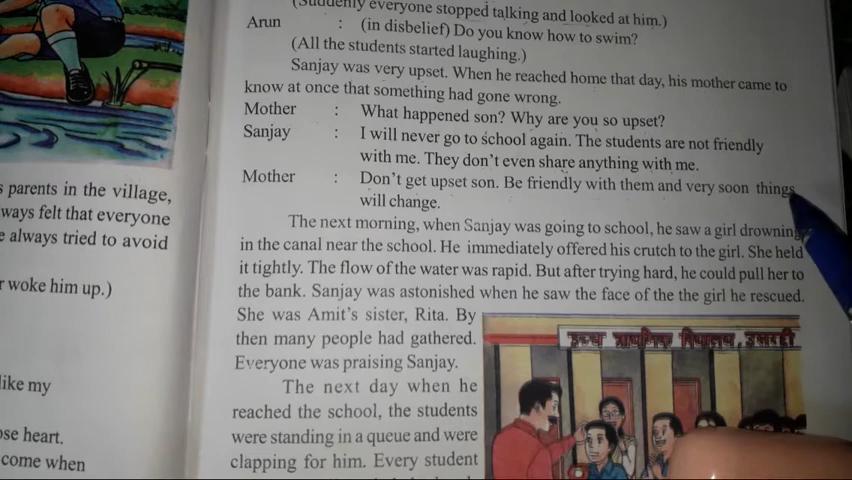 s parents in the village,
ways felt that everyone
e always tried to avoid
r woke him up.)
like my
ose heart.
come when
(Suddenly everyone stopped talking and looked at him.)
Arun : (in disbelief) Do you know how to swim?
(All the students started laughing.)
Sanjay was very upset. When he reached home that day, his mother came to
know at once that something had gone wrong.
Mother : What happened son? Why are you so upset?
Sanjay : I will never go to school again. The students are not friendly
with me. They don't even share anything with me.
Mother : Don't get upset son. Be friendly with them and very soon things
will change.
The next morning, when Sanjay was going to school, he saw a girl drowning
in the canal near the school. He immediately offered his crutch to the girl. She held
it tightly. The flow of the water was rapid. But after trying hard, he could pull her to
the bank. Sanjay was astonished when he saw the face of the the girl he rescued.
She was Amit's sister, Rita. By
then many people had gathered.
Everyone was praising Sanjay.
The next day when he
reached the school, the students
were standing in a queue and were
clapping for him. Every student
उच्च प्राथमिक विद्यालय,